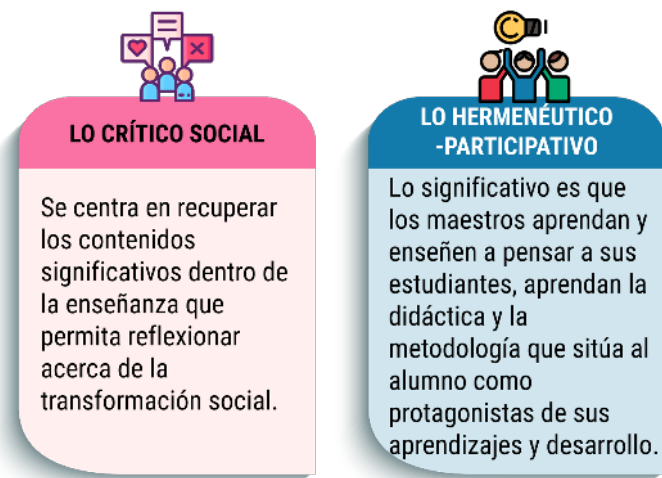 LO CRÍTICO SOCIAL
Se centra en recuperar
los contenidos
significativos dentro de
la enseñanza que
permita reflexionar
acerca de la
transformación social.
LO HERMENÉUTICO
-PARTICIPATIVO
Lo significativo es que
los maestros aprendan y
enseñen a pensar a sus
estudiantes, aprendan la
didáctica y la
metodología que sitúa al
alumno como
protagonistas de sus
aprendizajes y desarrollo.